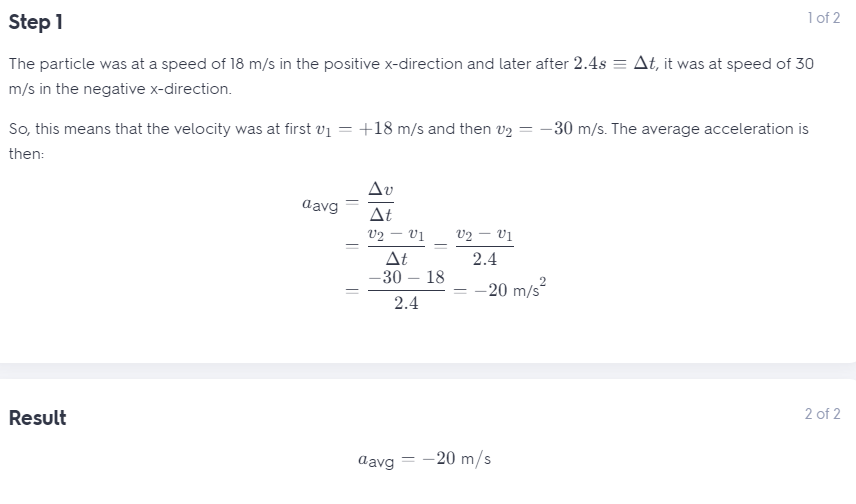 Step 1
1 of 2
The particle was at a speed of 18 m/s in the positive x-direction and later after 2.4s ≡ Δt, it was at speed of 30
m/s in the negative x-direction.
So, this means that the velocity was at first v₁ = +18 m/s and then v₂ = −30 m/s. The average acceleration is
then:
a_avg = Δv / Δt
= (v₂ − v₁) / Δt = (v₂ − v₁) / 2.4
= (−30 − 18) / 2.4 = −20 m/s²
Result
2 of 2
a_avg = −20 m/s